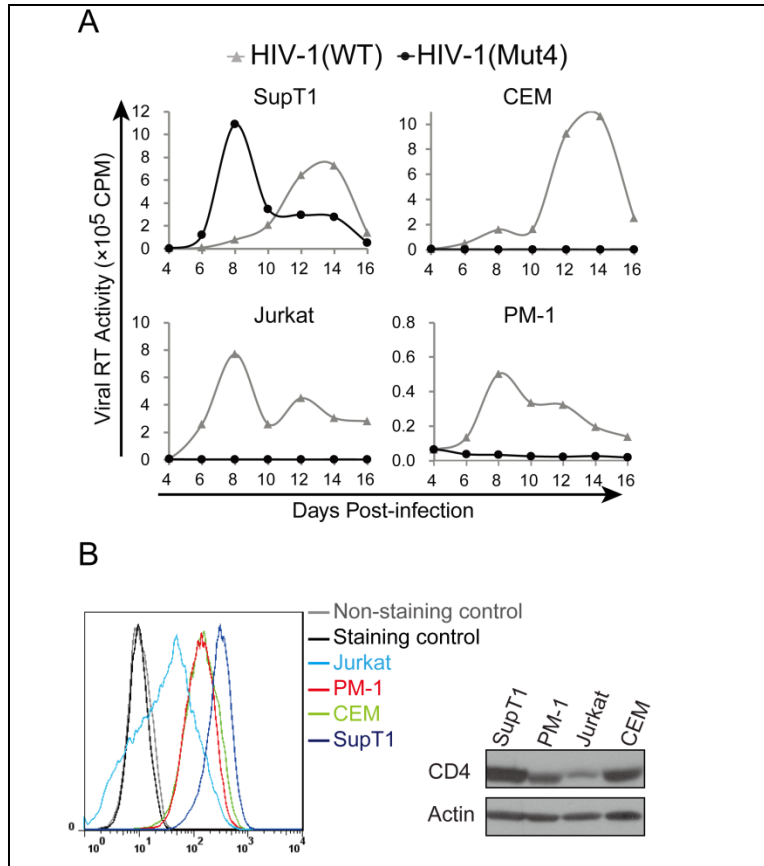 A
HIV-1(WT) HIV-1(Mut4)
SupT1 CEM
Viral RT Activity (×10⁵ CPM)
12
10
8
6
4
2
0
4 6 8 10 12 14 16
10
8
6
4
2
0
4 6 8 10 12 14 16
Jurkat PM-1
10
8
6
4
2
0
4 6 8 10 12 14 16
0.8
0.6
0.4
0.2
0.0
4 6 8 10 12 14 16
Days Post-infection
B
Non-staining control
Staining control
Jurkat
PM-1
CEM
SupT1
0
10⁰ 10¹ 10² 10³ 10⁴
SupT1 PM-1 Jurkat CEM
CD4
Actin